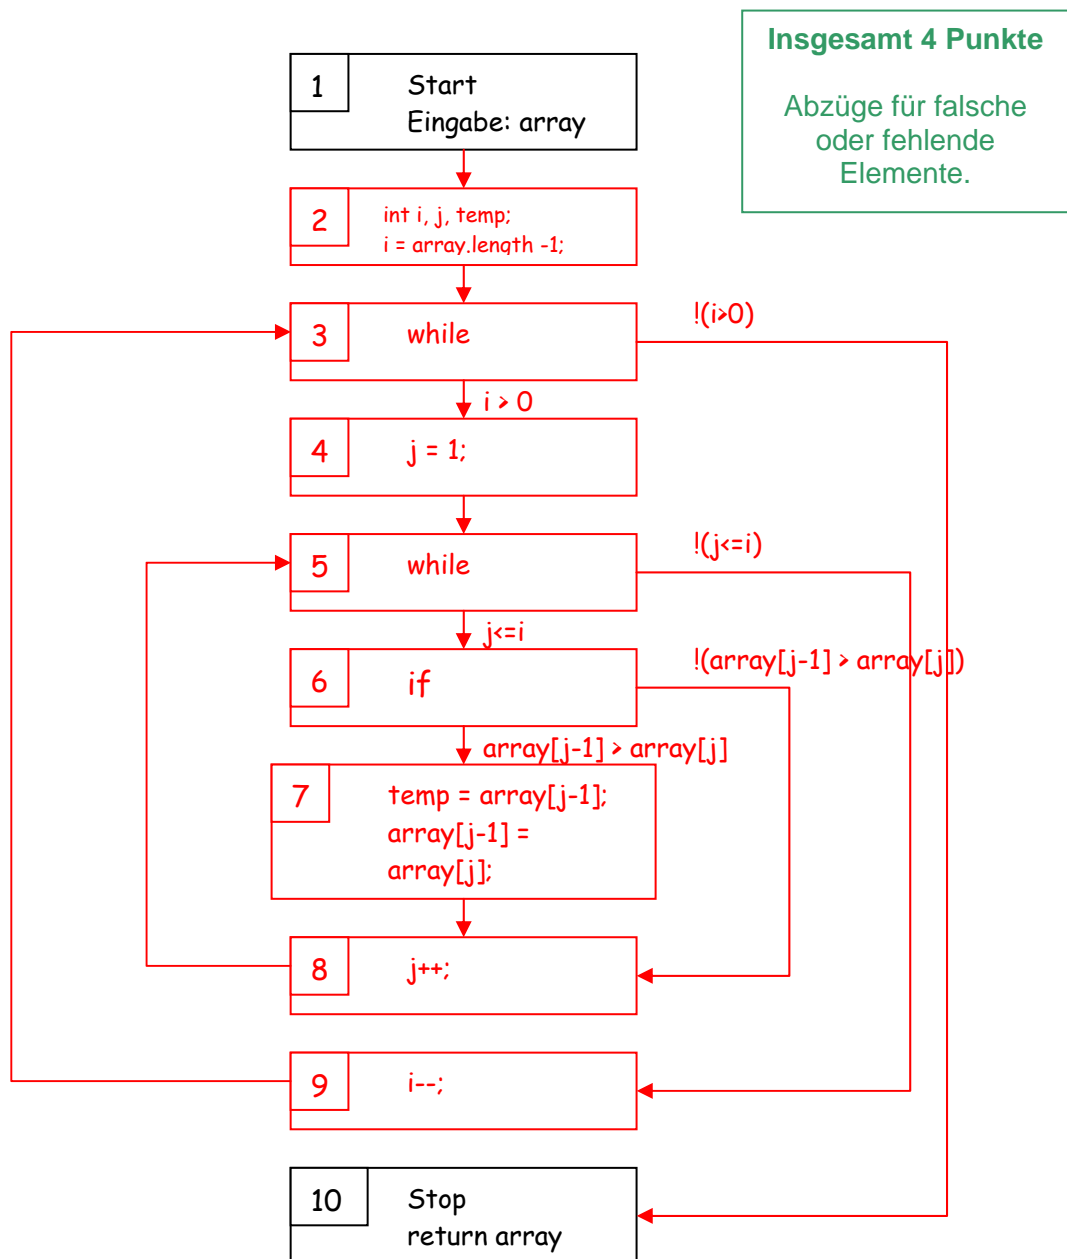 Insgesamt 4 Punkte
Abzüge für falsche
oder fehlende
Elemente.
1
Start
Eingabe: array
2
int i, j, temp;
i = array.length -1;
3
while
!(i>0)
i > 0
4
j = 1;
5
while
!(j<=i)
j<=i
6
if
!(array[j-1] > array[j])
array[j-1] > array[j]
7
temp = array[j-1];
array[j-1] =
array[j];
8
j++;
9
i--;
10
Stop
return array